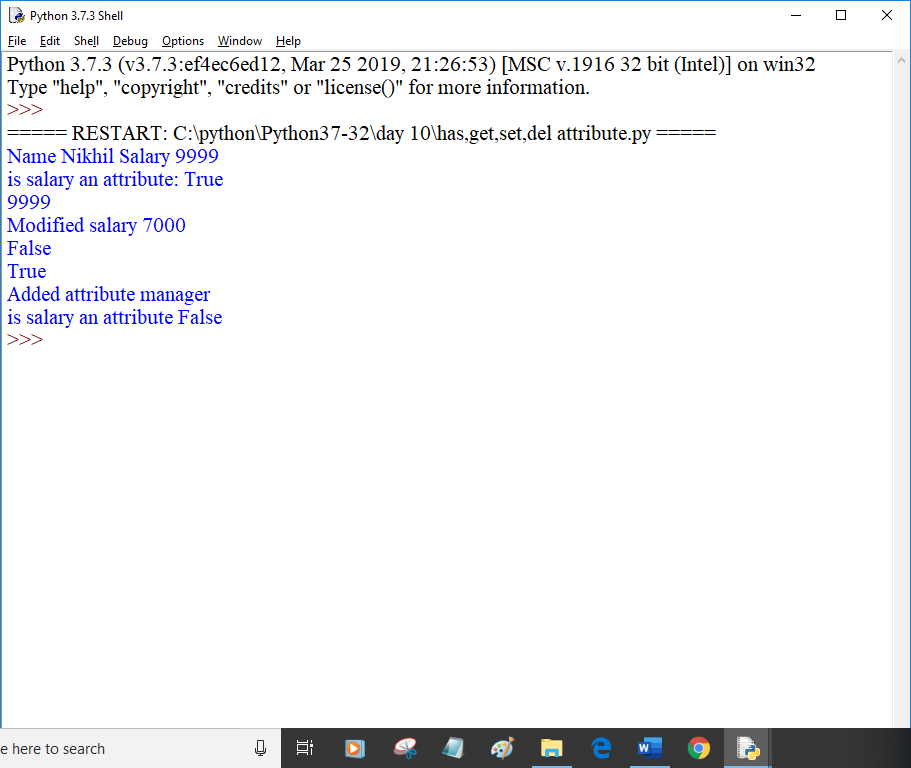 Python 3.7.3 Shell
File Edit Shell Debug Options Window Help
Python 3.7.3 (v3.7.3:ef4ec6ed12, Mar 25 2019, 21:26:53) [MSC v.1916 32 bit (Intel)] on win32
Type "help", "copyright", "credits" or "license()" for more information.
>>>
===== RESTART: C:\python\Python37-32\day 10\has,get,set,del attribute.py =====
Name Nikhil Salary 9999
is salary an attribute: True
9999
Modified salary 7000
False
True
Added attribute manager
is salary an attribute False
>>>
e here to search